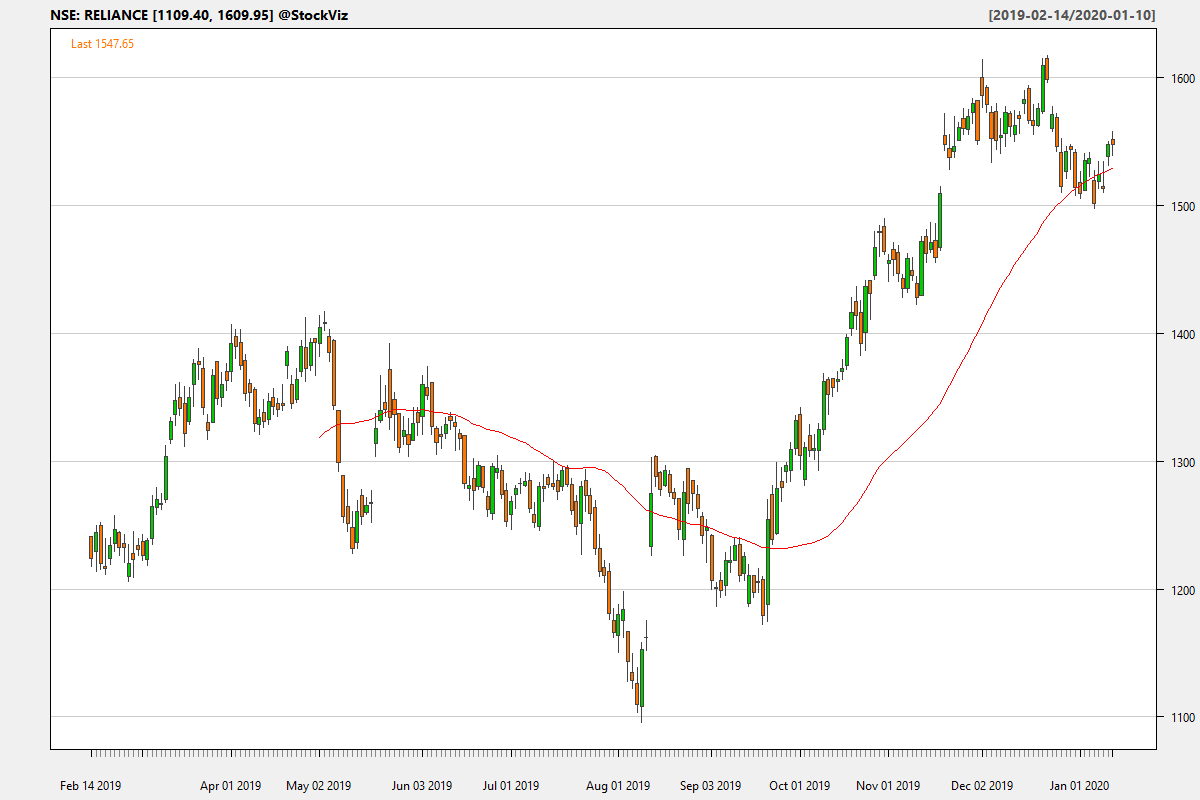 NSE: RELIANCE [1109.40, 1609.95] @StockViz [2019-02-14/2020-01-10]
Last 1547.65
1600
1500
1400
1300
1200
1100
Feb 14 2019 Apr 01 2019 May 02 2019 Jun 03 2019 Jul 01 2019 Aug 01 2019 Sep 03 2019 Oct 01 2019 Nov 01 2019 Dec 02 2019 Jan 01 2020